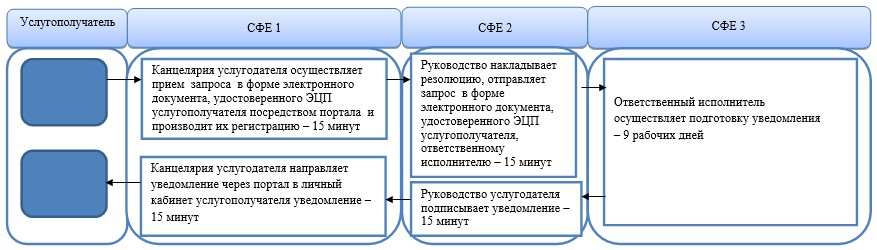 Услугополучатель
СФЕ 1
СФЕ 2
СФЕ 3
Канцелярия услугодателя осуществляет
прием запроса в форме электронного
документа, удостоверенного ЭЦП
услугополучателя посредством портала и
производит их регистрацию – 15 минут
Руководство накладывает
резолюцию, отправляет
запрос в форме
электронного документа,
удостоверенного ЭЦП
услугополучателя,
ответственному
исполнителю – 15 минут
Ответственный исполнитель
осуществляет подготовку уведомления
– 9 рабочих дней
Руководство услугодателя
подписывает уведомление –
15 минут
Канцелярия услугодателя направляет
уведомление через портал в личный
кабинет услугополучателя уведомление –
15 минут